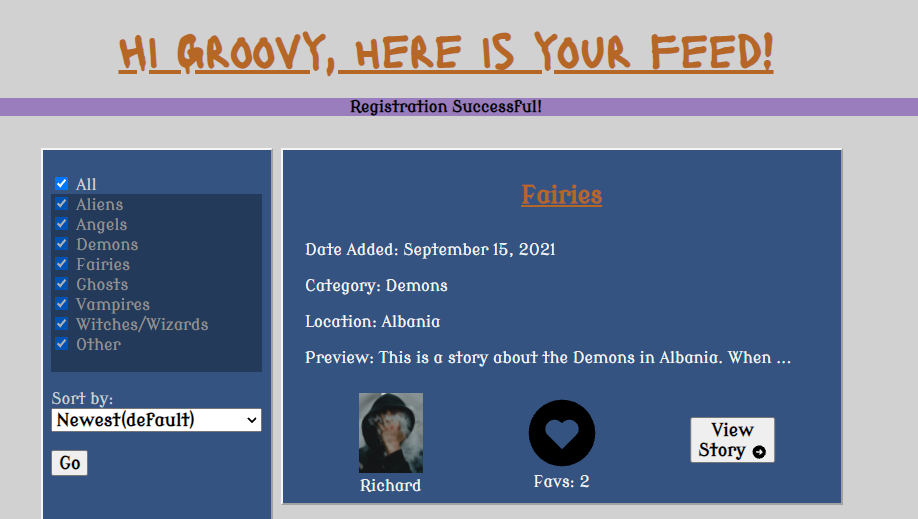 HI GROOVY, HERE IS YOUR FEED!
Registration Successful!
All
Aliens
Angels
Demons
Fairies
Ghosts
Vampires
Witches/Wizards
Other
Sort by:
Newest(default)
Go
Fairies
Date Added: September 15, 2021
Category: Demons
Location: Albania
Preview: This is a story about the Demons in Albania. When ...
Richard
Favs: 2
View
Story